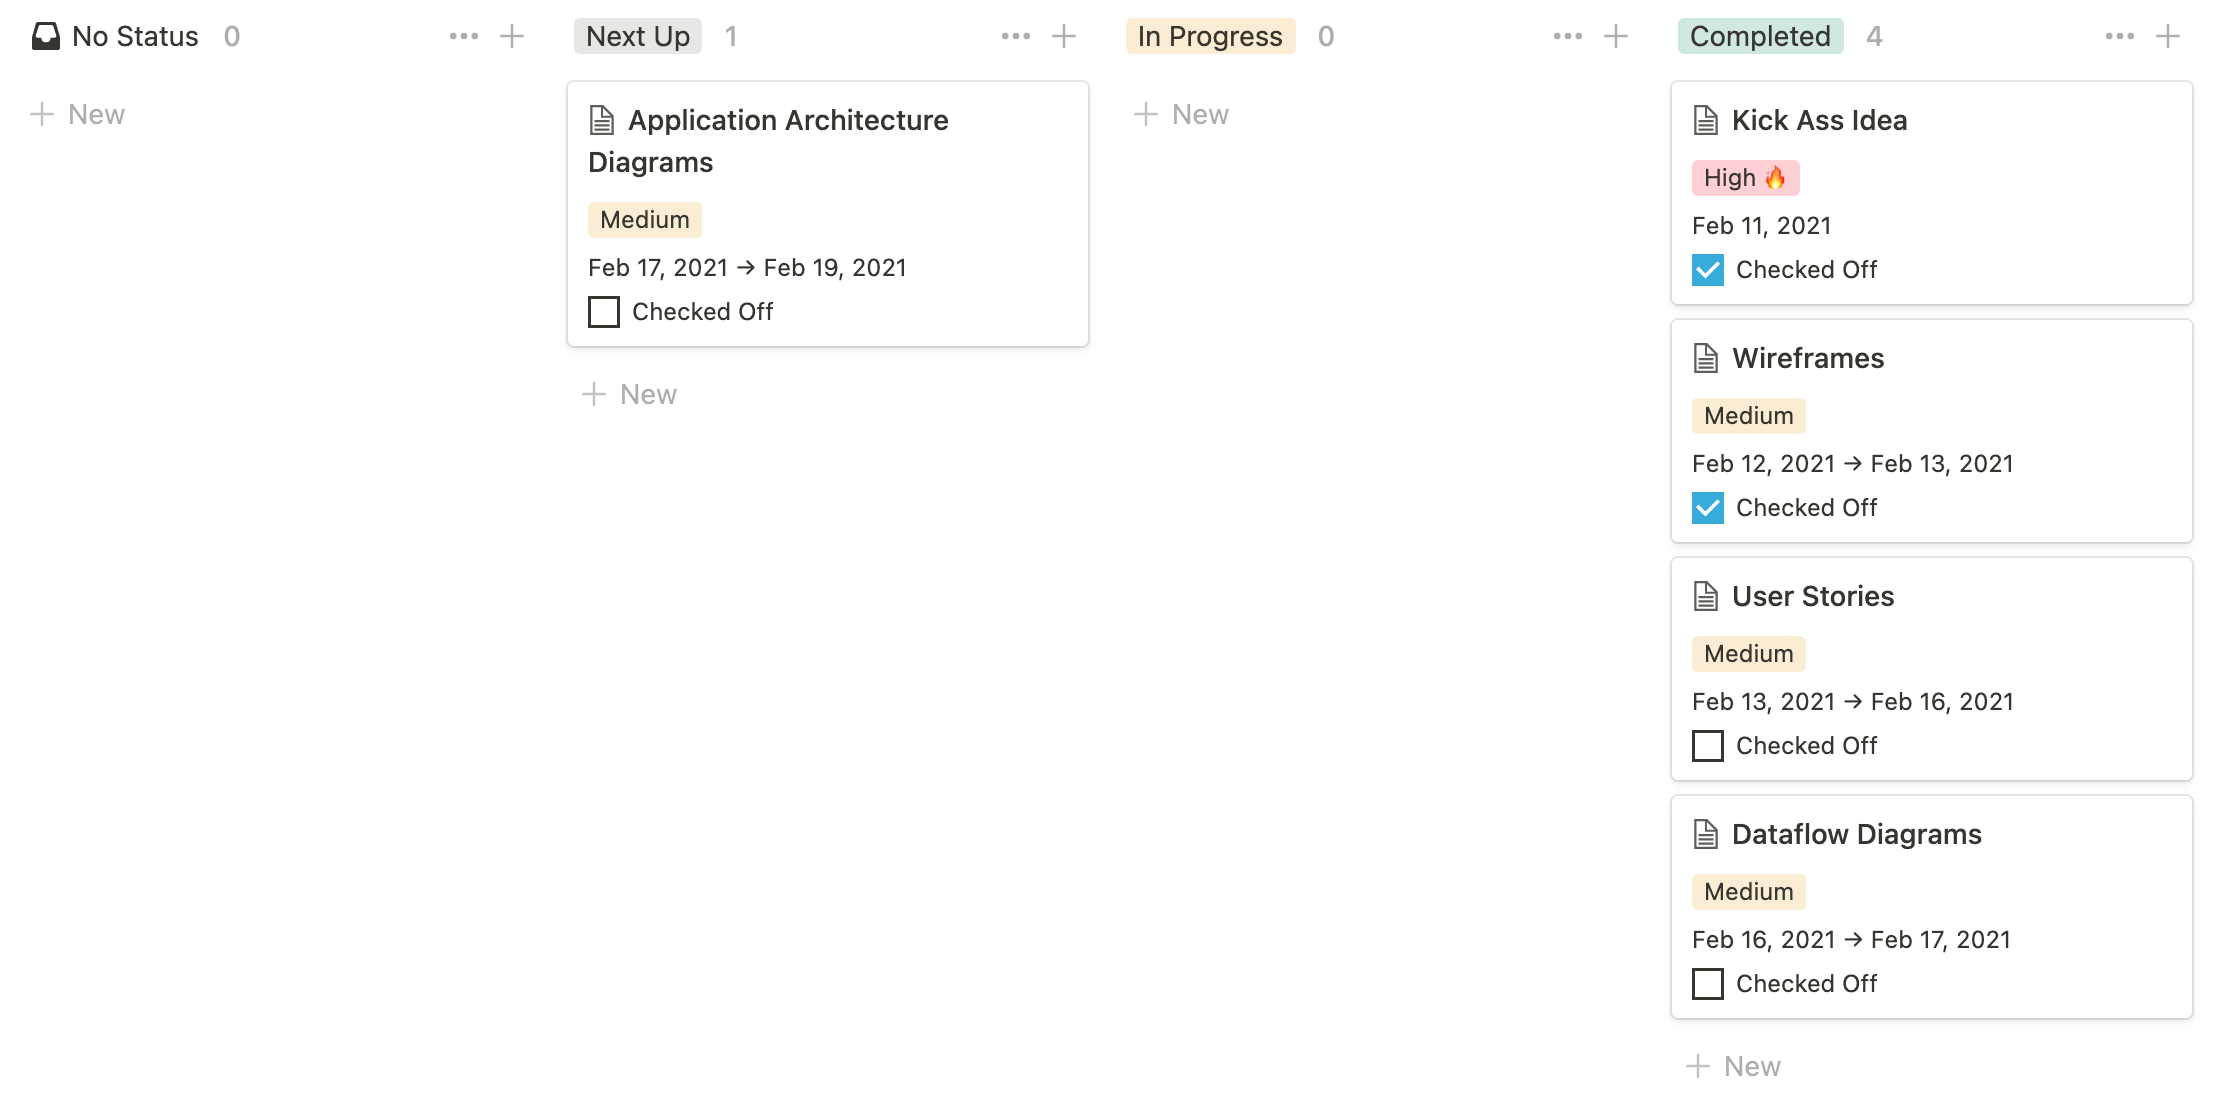 No Status 0
New
Next Up 1
Application Architecture
Diagrams
Medium
Feb 17, 2021 → Feb 19, 2021
Checked Off
New
In Progress 0
New
Completed 4
Kick Ass Idea
High 🔥
Feb 11, 2021
Checked Off
Wireframes
Medium
Feb 12, 2021 → Feb 13, 2021
Checked Off
User Stories
Medium
Feb 13, 2021 → Feb 16, 2021
Checked Off
Dataflow Diagrams
Medium
Feb 16, 2021 → Feb 17, 2021
Checked Off
New